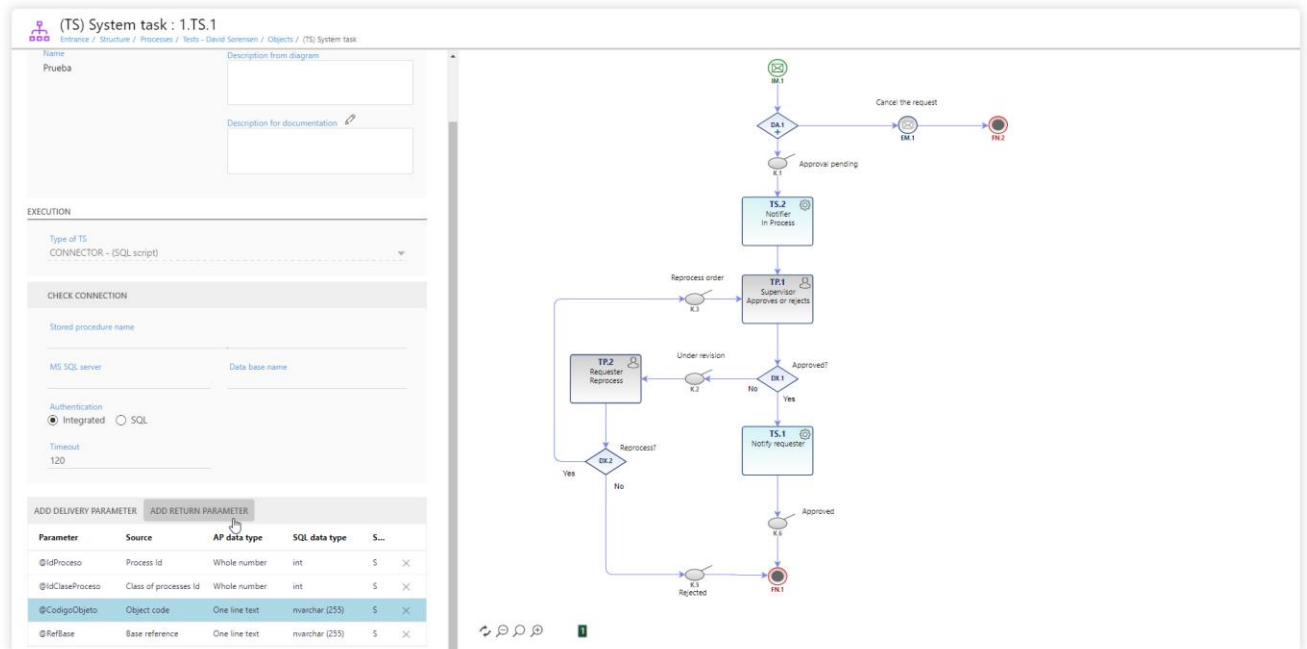 (TS) System task : 1.TS.1
Entrance / Structure / Processes / Tests - David Sorensen / Objects / (TS) System task
Name
Description from diagram
Prueba
Description for documentation
EXECUTION
Type of TS
CONNECTOR - (SQL script)
CHECK CONNECTION
Stored procedure name
MS SQL server
Data base name
Authentication
Integrated
SQL
Timeout
120
ADD DELIVERY PARAMETER
ADD RETURN PARAMETER
Parameter Source AP data type SQL data type S...
@IdProceso Process Id Whole number int S
@IdClaseProceso Class of processes Id Whole number int S
@CodigoObjeto Object code One line text nvarchar (255) S
@RefBase Base reference One line text nvarchar (255) S
IM.1
Cancel the request
DA.1
EM.1
FN.2
K.1
Approval pending
TS.2
Notifier
In Process
Reprocess order
K.3
TP.1
Supervisor
Approves or rejects
Under revision
K.2
TP.2
Requester
Reprocess
Approved?
DX.1
No
Yes
TS.1
Notify requester
Reprocess?
DX.2
Yes
No
Approved
K.6
K.5
Rejected
FN.1
1